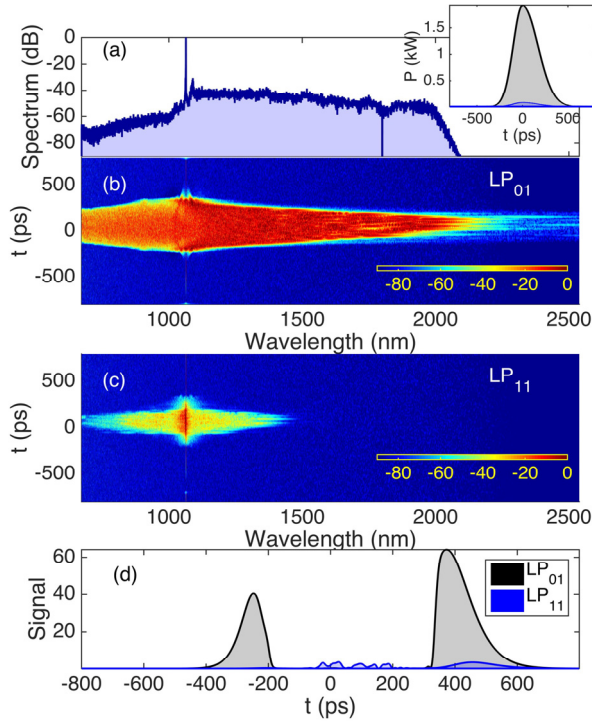 (a)
Spectrum (dB)
0
-20
-40
-60
-80
P (kW)
1.5
1
0.5
-500 0 500
t (ps)
(b)
LP01
t (ps)
500
0
-500
-80 -60 -40 -20 0
1000 1500 2000 2500
Wavelength (nm)
(c)
LP11
t (ps)
500
0
-500
-80 -60 -40 -20 0
1000 1500 2000 2500
Wavelength (nm)
(d)
Signal
60
40
20
LP01
LP11
-800 -600 -400 -200 0 200 400 600
t (ps)